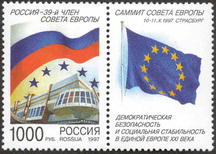 РОССИЯ-39-й ЧЛЕН
СОВЕТА ЕВРОПЫ
1000 РОССИЯ
РУБ. ROSSIJA 1997
САММИТ СОВЕТА ЕВРОПЫ
10-11.X.1997 СТРАСБУРГ
ДЕМОКРАТИЧЕСКАЯ
БЕЗОПАСНОСТЬ
И СОЦИАЛЬНАЯ СТАБИЛЬНОСТЬ
В ЕДИНОЙ ЕВРОПЕ XXI ВЕКА